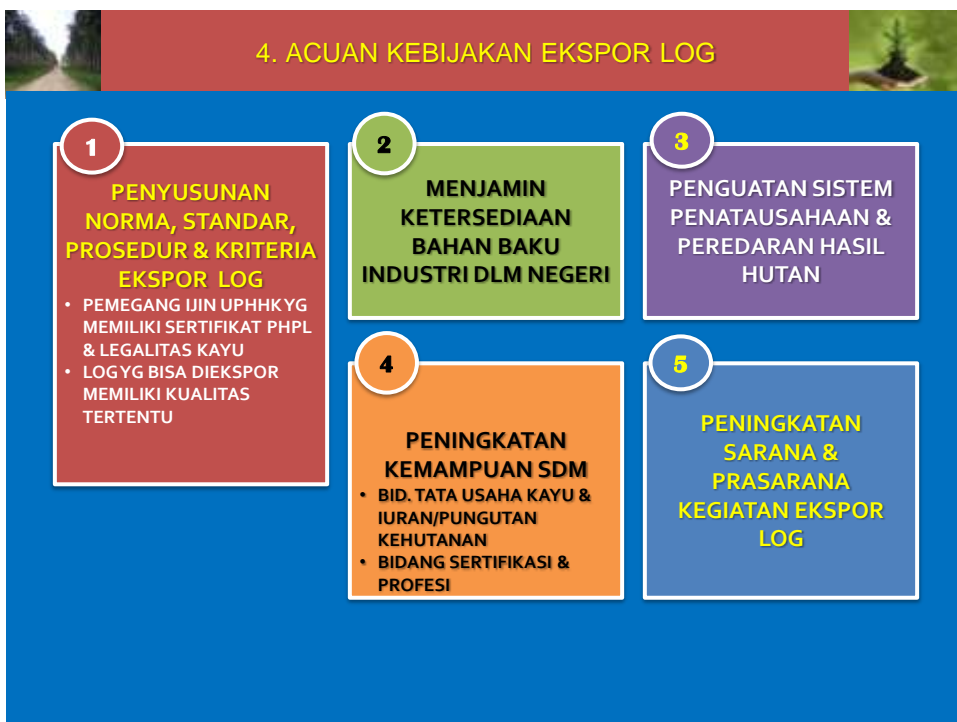 4. ACUAN KEBIJAKAN EKSPOR LOG
1
PENYUSUNAN
NORMA, STANDAR,
PROSEDUR & KRITERIA
EKSPOR LOG
• PEMEGANG IJIN UPHHK YG
MEMILIKI SERTIFIKAT PHPL
& LEGALITAS KAYU
• LOG YG BISA DIEKSPOR
MEMILIKI KUALITAS
TERTENTU
2
MENJAMIN
KETERSEDIAAN
BAHAN BAKU
INDUSTRI DLM NEGERI
3
PENGUATAN SISTEM
PENATAUSAHAAN &
PEREDARAN HASIL
HUTAN
4
PENINGKATAN
KEMAMPUAN SDM
• BID. TATA USAHA KAYU &
IURAN/PUNGUTAN
KEHUTANAN
• BIDANG SERTIFIKASI &
PROFESI
5
PENINGKATAN
SARANA &
PRASARANA
KEGIATAN EKSPOR
LOG